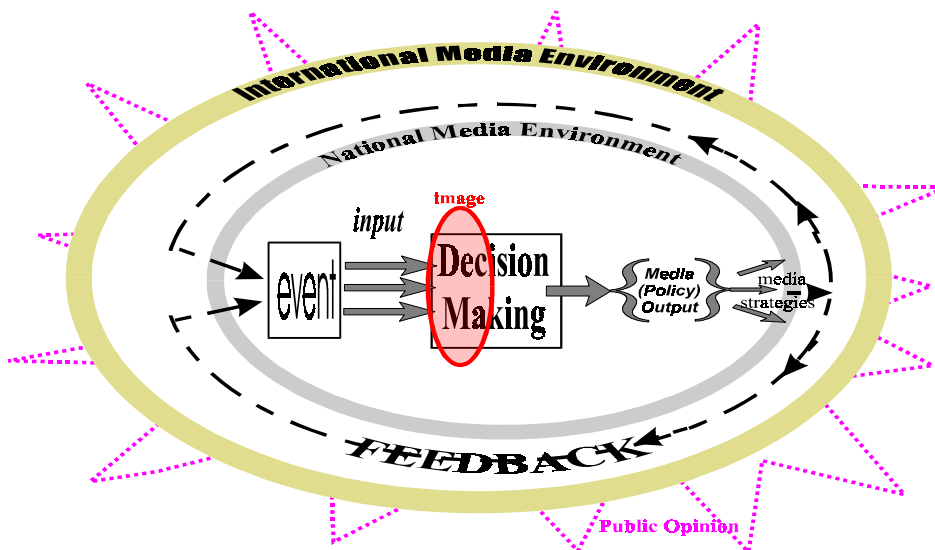 International Media Environment
National Media Environment
Image
input
event
Decision
Making
Media
(Policy)
Output
media
strategies
FEEDBACK
Public Opinion